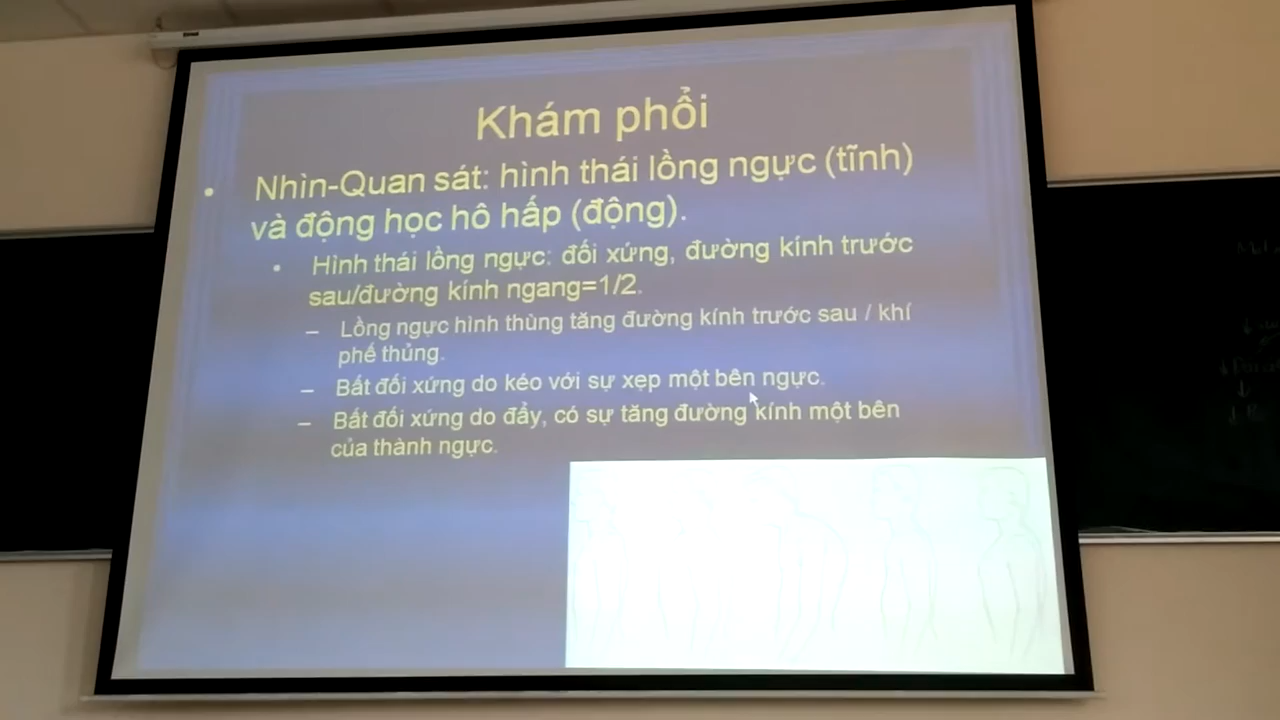 Khám phổi
• Nhìn-Quan sát: hình thái lồng ngực (tĩnh)
và động học hô hấp (động).
• Hình thái lồng ngực: đối xứng, đường kính trước
sau/đường kính ngang=1/2.
– Lồng ngực hình thùng tăng đường kính trước sau / khí
phế thủng.
– Bất đối xứng do kéo với sự xẹp một bên ngực.
– Bất đối xứng do đẩy, có sự tăng đường kính một bên
của thành ngực.